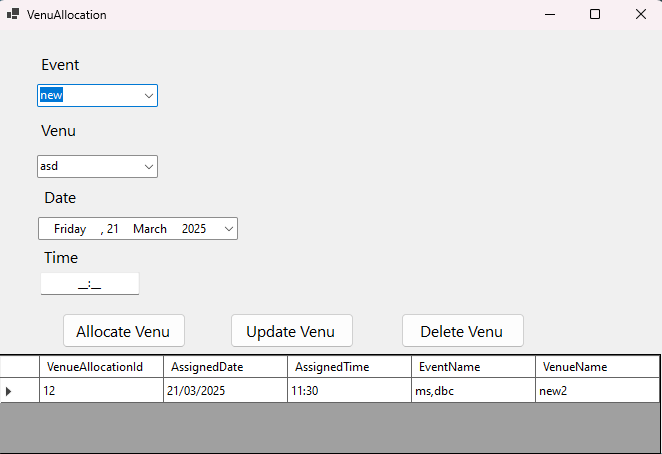 VenuAllocation
Event
new
Venu
asd
Date
Friday , 21 March 2025
Time
__:__
Allocate Venu Update Venu Delete Venu
VenueAllocationId AssignedDate AssignedTime EventName VenueName
12 21/03/2025 11:30 ms,dbc new2